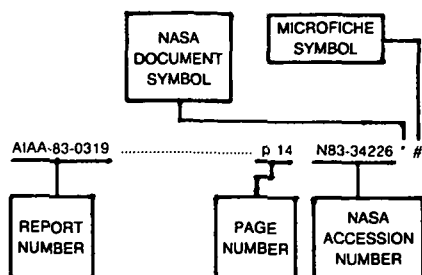 NASA
DOCUMENT
SYMBOL
MICROFICHE
SYMBOL
AIAA-83-0319 .......................... p 14 N83-34226 * #
REPORT
NUMBER
PAGE
NUMBER
NASA
ACCESSION
NUMBER